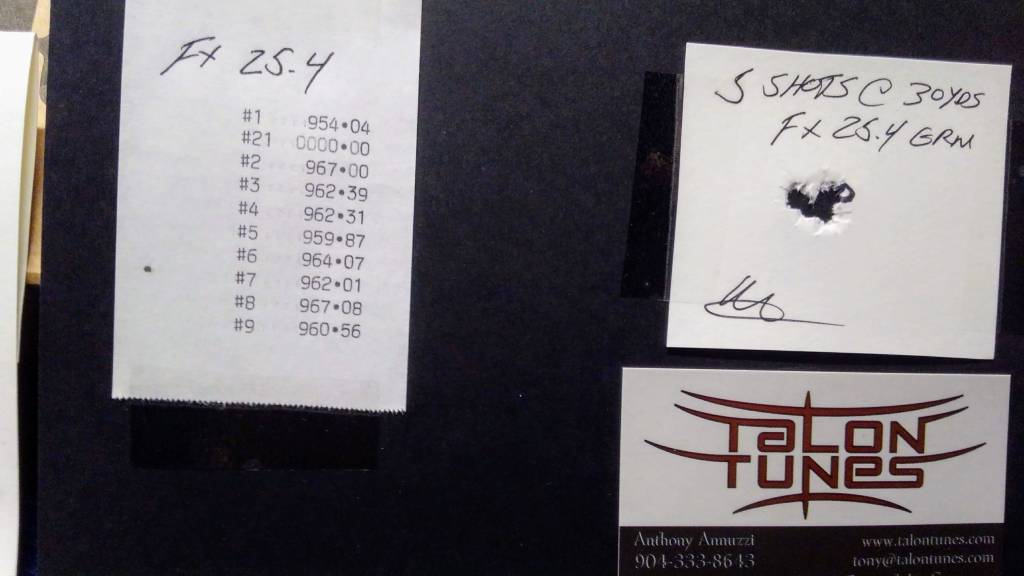 FX 25.4
#1 954.04
#21 0000.00
#2 967.00
#3 962.39
#4 962.31
#5 959.87
#6 964.07
#7 962.01
#8 967.08
#9 960.56
5 SHOTS @ 30YDS
FX 25.4 GRN
TaLON
TUNes
Anthony Annuzzi
904-333-8643
www.talontunes.com
tony@talontunes.com